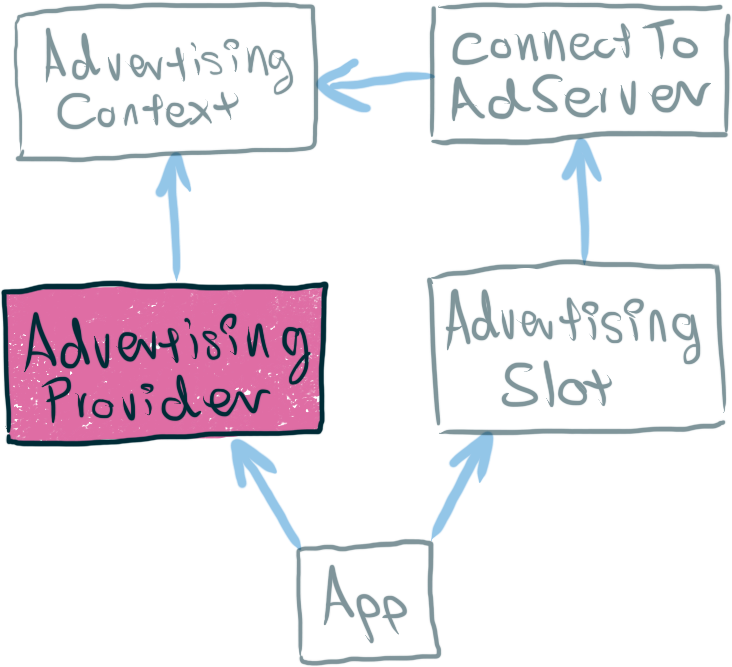 Advertising
Context
Connect To
AdServer
Advertising
Provider
Advertising
Slot
App